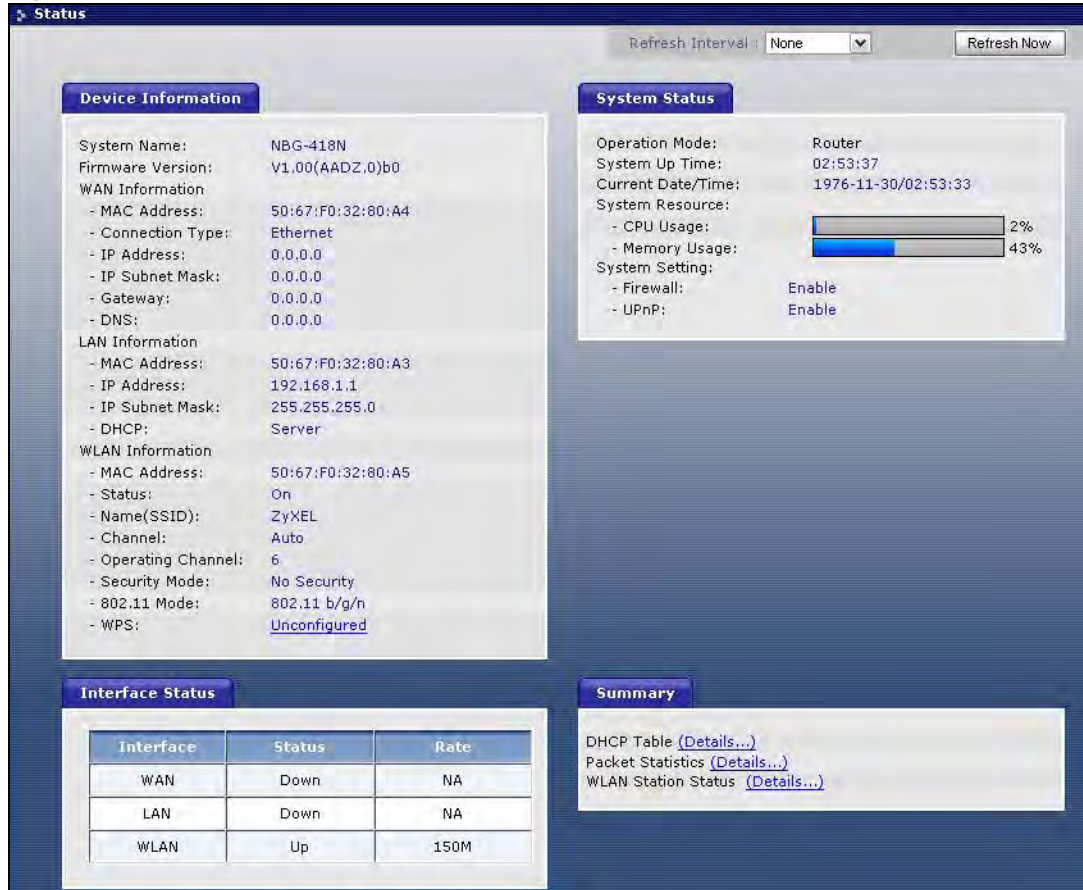 Status
Refresh Interval : None
Refresh Now
Device Information
System Name: NBG-418N
Firmware Version: V1.00(AADZ.0)b0
WAN Information
- MAC Address: 50:67:F0:32:80:A4
- Connection Type: Ethernet
- IP Address: 0.0.0.0
- IP Subnet Mask: 0.0.0.0
- Gateway: 0.0.0.0
- DNS: 0.0.0.0
LAN Information
- MAC Address: 50:67:F0:32:80:A3
- IP Address: 192.168.1.1
- IP Subnet Mask: 255.255.255.0
- DHCP: Server
WLAN Information
- MAC Address: 50:67:F0:32:80:A5
- Status: On
- Name(SSID): ZyXEL
- Channel: Auto
- Operating Channel: 6
- Security Mode: No Security
- 802.11 Mode: 802.11 b/g/n
- WPS: Unconfigured
System Status
Operation Mode: Router
System Up Time: 02:53:37
Current Date/Time: 1976-11-30/02:53:33
System Resource:
- CPU Usage: 2%
- Memory Usage: 43%
System Setting:
- Firewall: Enable
- UPnP: Enable
Interface Status
Interface Status Rate
WAN Down NA
LAN Down NA
WLAN Up 150M
Summary
DHCP Table (Details...)
Packet Statistics (Details...)
WLAN Station Status (Details...)